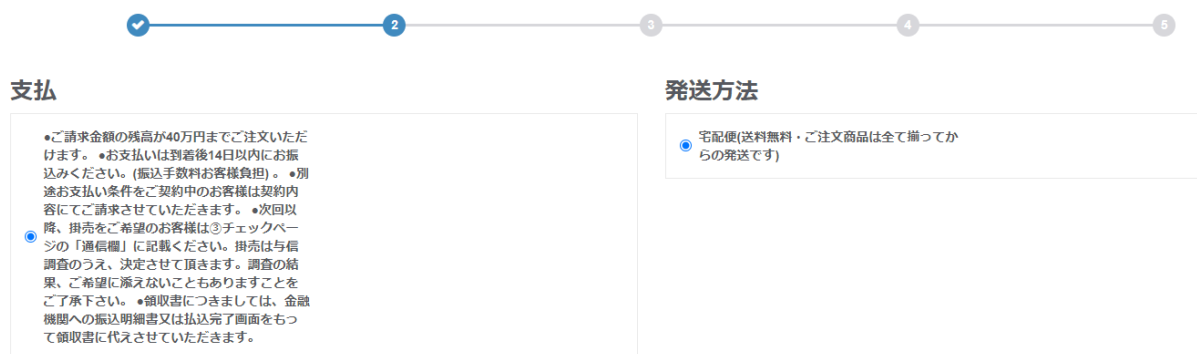 2
3
4
5
支払
●ご請求金額の残高が40万円までご注文いただ
けます。 ●お支払いは到着後14日以内にお振
込みください。(振込手数料お客様負担) 。 ●別
途お支払い条件をご契約中のお客様は契約内
容にてご請求させていただきます。 ●次回以
降、掛売をご希望のお客様は③チェックペー
ジの「通信欄」に記載ください。掛売は与信
調査のうえ、決定させて頂きます。調査の結
果、ご希望に添えないこともありますことを
ご了承下さい。 ●領収書につきましては、金融
機関への振込明細書又は払込完了画面をもっ
て領収書に代えさせていただきます。
発送方法
宅配便(送料無料・ご注文商品は全て揃ってか
らの発送です)